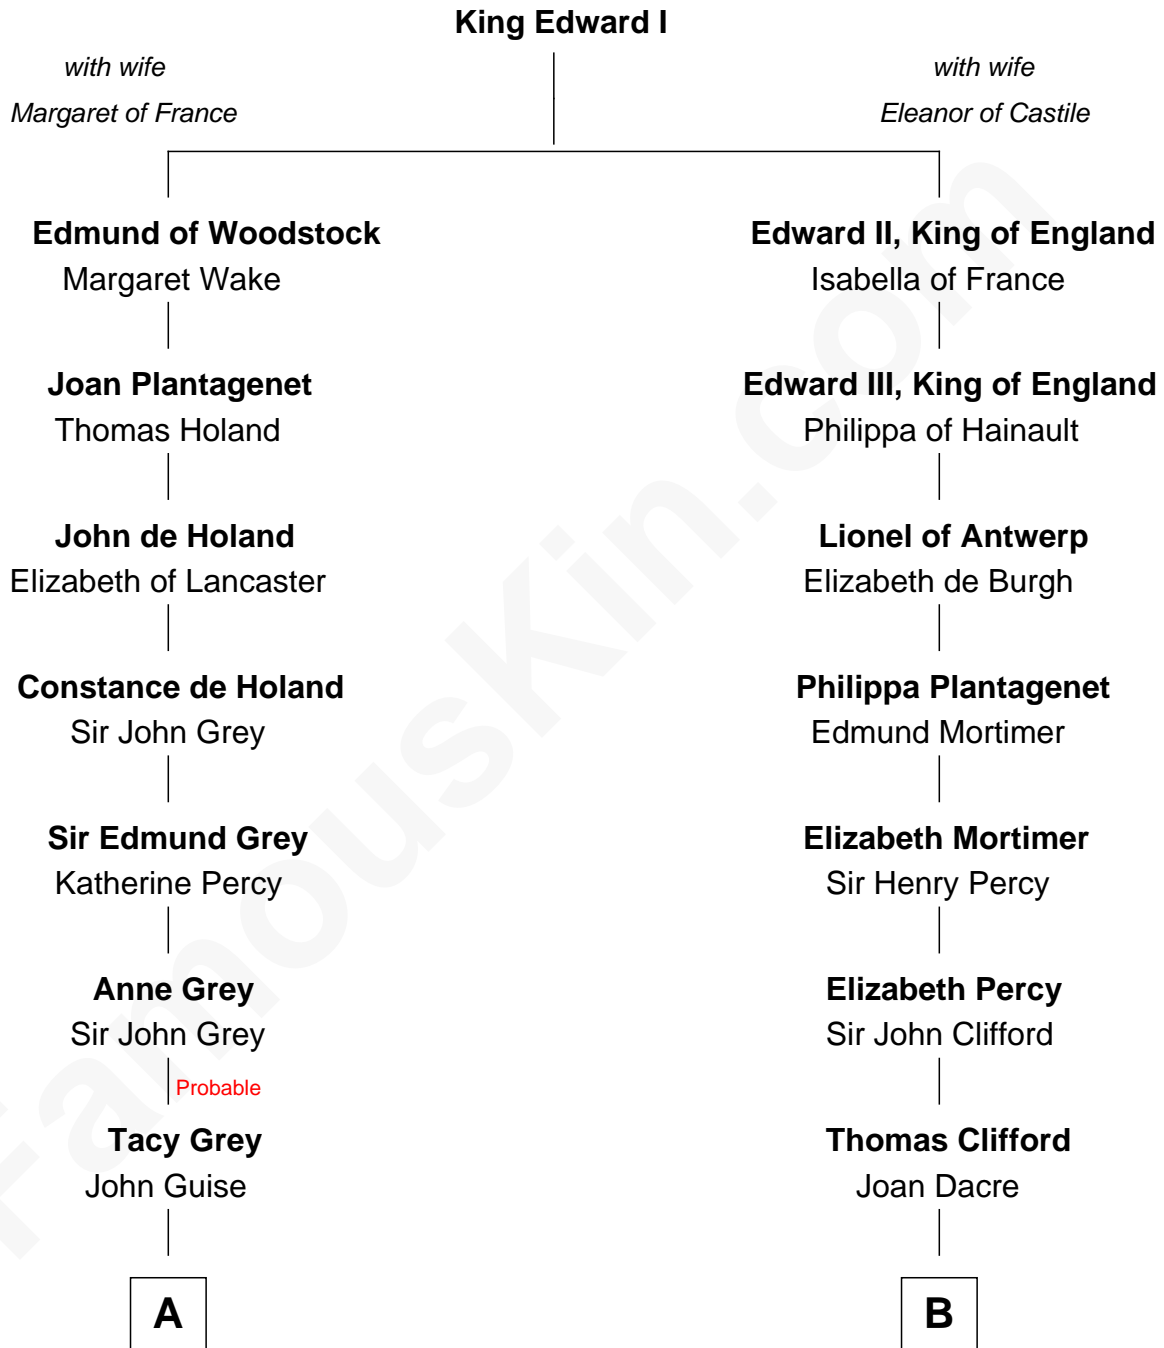 King Edward I
with wife
Margaret of France
with wife
Eleanor of Castile
Edmund of Woodstock
Margaret Wake
Edward II, King of England
Isabella of France
Joan Plantagenet
Thomas Holand
Edward III, King of England
Philippa of Hainault
John de Holand
Elizabeth of Lancaster
Lionel of Antwerp
Elizabeth de Burgh
Constance de Holand
Sir John Grey
Philippa Plantagenet
Edmund Mortimer
Sir Edmund Grey
Katherine Percy
Elizabeth Mortimer
Sir Henry Percy
Anne Grey
Sir John Grey
Elizabeth Percy
Sir John Clifford
Probable
Tacy Grey
John Guise
Thomas Clifford
Joan Dacre
A
B
FamousKin.com